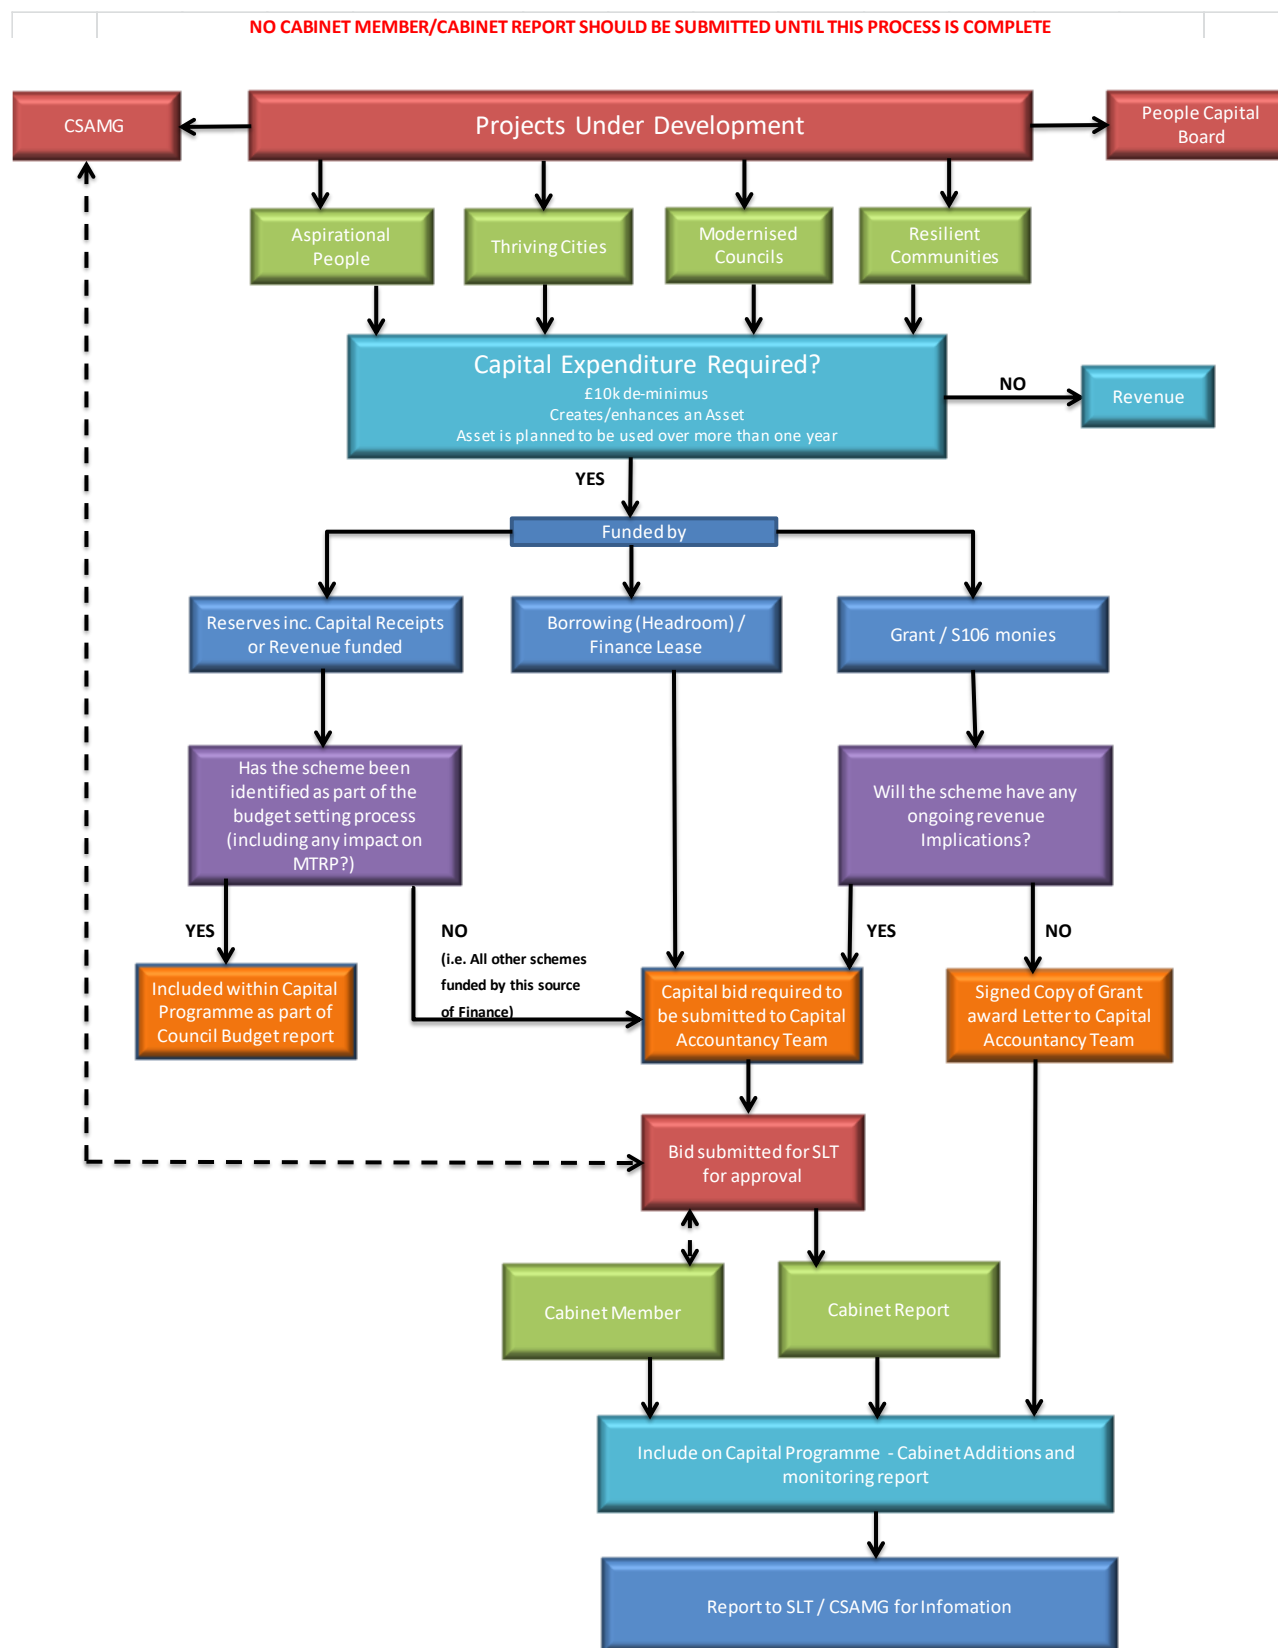 NO CABINET MEMBER/CABINET REPORT SHOULD BE SUBMITTED UNTIL THIS PROCESS IS COMPLETE
CSAMG
Projects Under Development
People Capital
Board
Aspirational
People
Thriving Cities
Modernised
Councils
Resilient
Communities
Capital Expenditure Required?
£10k de-minimus
Creates/enhances an Asset
Asset is planned to be used over more than one year
NO
Revenue
YES
Funded by
Reserves inc. Capital Receipts
or Revenue funded
Borrowing (Headroom) /
Finance Lease
Grant / S106 monies
Has the scheme been
identified as part of the
budget setting process
(including any impact on
MTRP?)
Will the scheme have any
ongoing revenue
Implications?
YES
NO
(i.e. All other schemes
funded by this source
of Finance)
YES
NO
Included within Capital
Programme as part of
Council Budget report
Capital bid required to
be submitted to Capital
Accountancy Team
Signed Copy of Grant
award Letter to Capital
Accountancy Team
Bid submitted for SLT
for approval
Cabinet Member
Cabinet Report
Include on Capital Programme - Cabinet Additions and
monitoring report
Report to SLT / CSAMG for Infomation